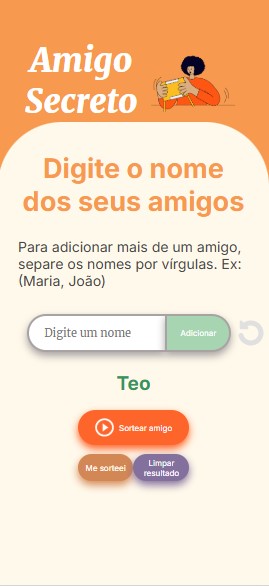 Amigo
Secreto
Digite o nome
dos seus amigos
Para adicionar mais de um amigo,
separe os nomes por vírgulas. Ex:
(Maria, João)
Digite um nome
Adicionar
Teo
Sortear amigo
Me sorteei
Limpar
resultado